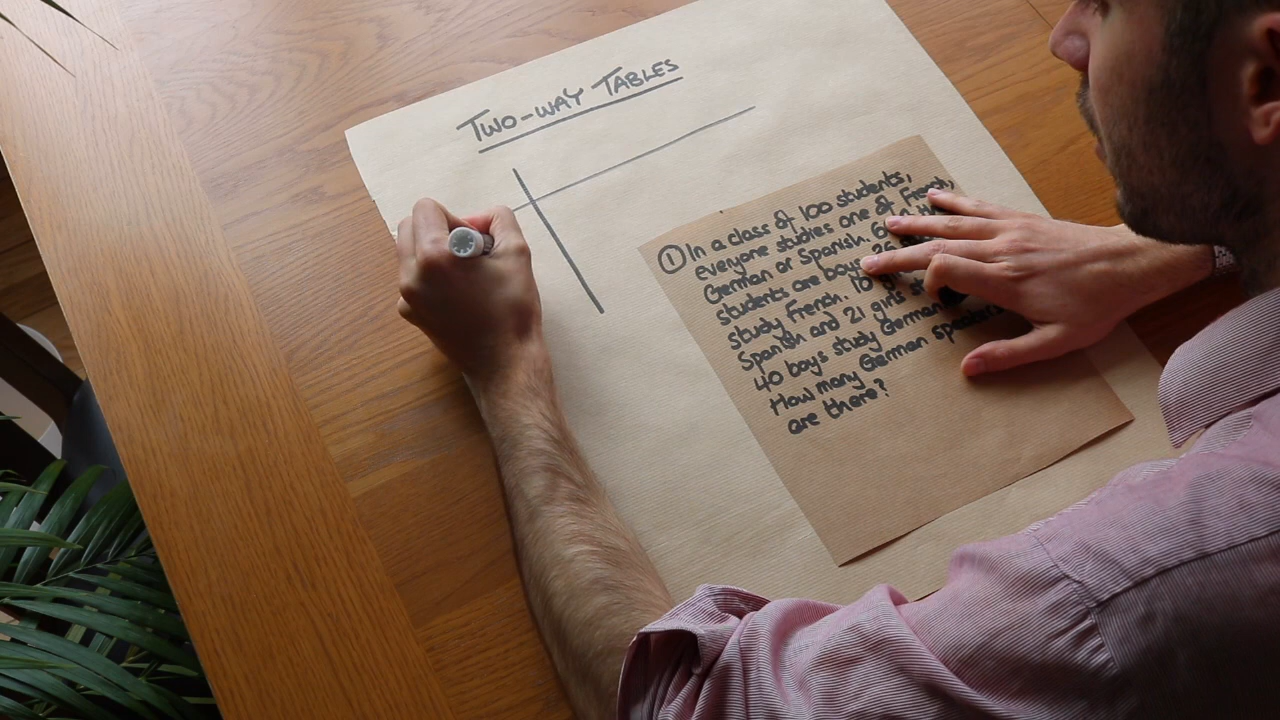 TWO-WAY TABLES
① In a class of 100 students,
everyone studies one of French,
German or Spanish.
students are boys.
study French. 10
Spanish and 21 girls
40 boys study German
How many German speakers
are there?